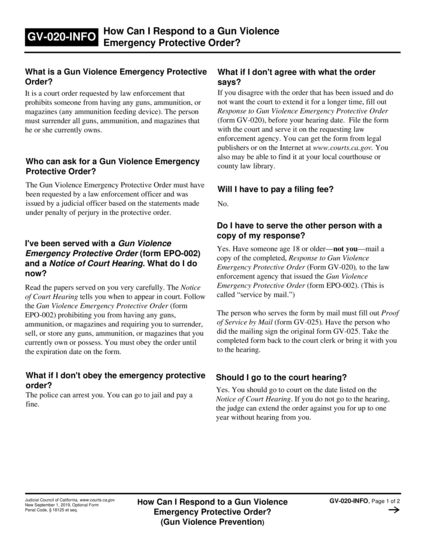 GV-020-INFO
How Can I Respond to a Gun Violence
Emergency Protective Order?
What is a Gun Violence Emergency Protective
Order?
It is a court order requested by law enforcement that
prohibits someone from having any guns, ammunition, or
magazines (any ammunition feeding device). The person
must surrender all guns, ammunition, and magazines that
he or she currently owns.
Who can ask for a Gun Violence Emergency
Protective Order?
The Gun Violence Emergency Protective Order must have
been requested by a law enforcement officer and was
issued by a judicial officer based on the statements made
under penalty of perjury in the protective order.
I've been served with a Gun Violence
Emergency Protective Order (form EPO-002)
and a Notice of Court Hearing. What do I do
now?
Read the papers served on you very carefully. The Notice
of Court Hearing tells you when to appear in court. Follow
the Gun Violence Emergency Protective Order (form
EPO-002) prohibiting you from having any guns,
ammunition, or magazines and requiring you to surrender,
sell, or store any guns, ammunition, or magazines that you
currently own or possess. You must obey the order until
the expiration date on the form.
What if I don't obey the emergency protective
order?
The police can arrest you. You can go to jail and pay a
fine.
What if I don't agree with what the order
says?
If you disagree with the order that has been issued and do
not want the court to extend it for a longer time, fill out
Response to Gun Violence Emergency Protective Order
(form GV-020), before your hearing date. File the form
with the court and serve it on the requesting law
enforcement agency. You can get the form from legal
publishers or on the Internet at www.courts.ca.gov. You
also may be able to find it at your local courthouse or
county law library.
Will I have to pay a filing fee?
No.
Do I have to serve the other person with a
copy of my response?
Yes. Have someone age 18 or older—not you—mail a
copy of the completed, Response to Gun Violence
Emergency Protective Order (Form GV-020), to the law
enforcement agency that issued the Gun Violence
Emergency Protective Order (form EPO-002). (This is
called “service by mail.”)
The person who serves the form by mail must fill out Proof
of Service by Mail (form GV-025). Have the person who
did the mailing sign the original form GV-025. Take the
completed form back to the court clerk or bring it with you
to the hearing.
Should I go to the court hearing?
Yes. You should go to court on the date listed on the
Notice of Court Hearing. If you do not go to the hearing,
the judge can extend the order against you for up to one
year without hearing from you.
Judicial Council of California, www.courts.ca.gov
New September 1, 2019, Optional Form
Penal Code, § 18125 et seq.
How Can I Respond to a Gun Violence
Emergency Protective Order?
(Gun Violence Prevention)
GV-020-INFO, Page 1 of 2